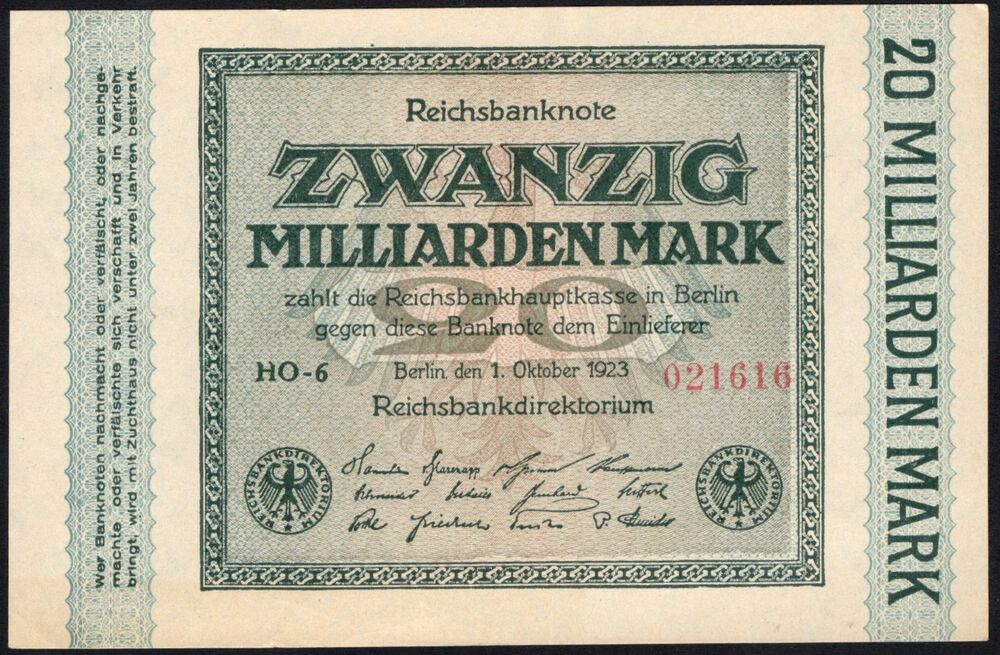 Wer Banknoten nachmacht oder verfälscht, oder nachge-
machte oder verfälschte sich verschafft und in Verkehr
bringt, wird mit Zuchthaus nicht unter zwei Jahren bestraft.
Reichsbanknote
ZWANZIG
MILLIARDEN MARK
20
zahlt die Reichsbankhauptkasse in Berlin
gegen diese Banknote dem Einlieferer
HO-6 Berlin, den 1. Oktober 1923 021616
Reichsbankdirektorium
REICHSBANKDIREKTORIUM
REICHSBANKDIREKTORIUM
20 MILLIARDEN MARK